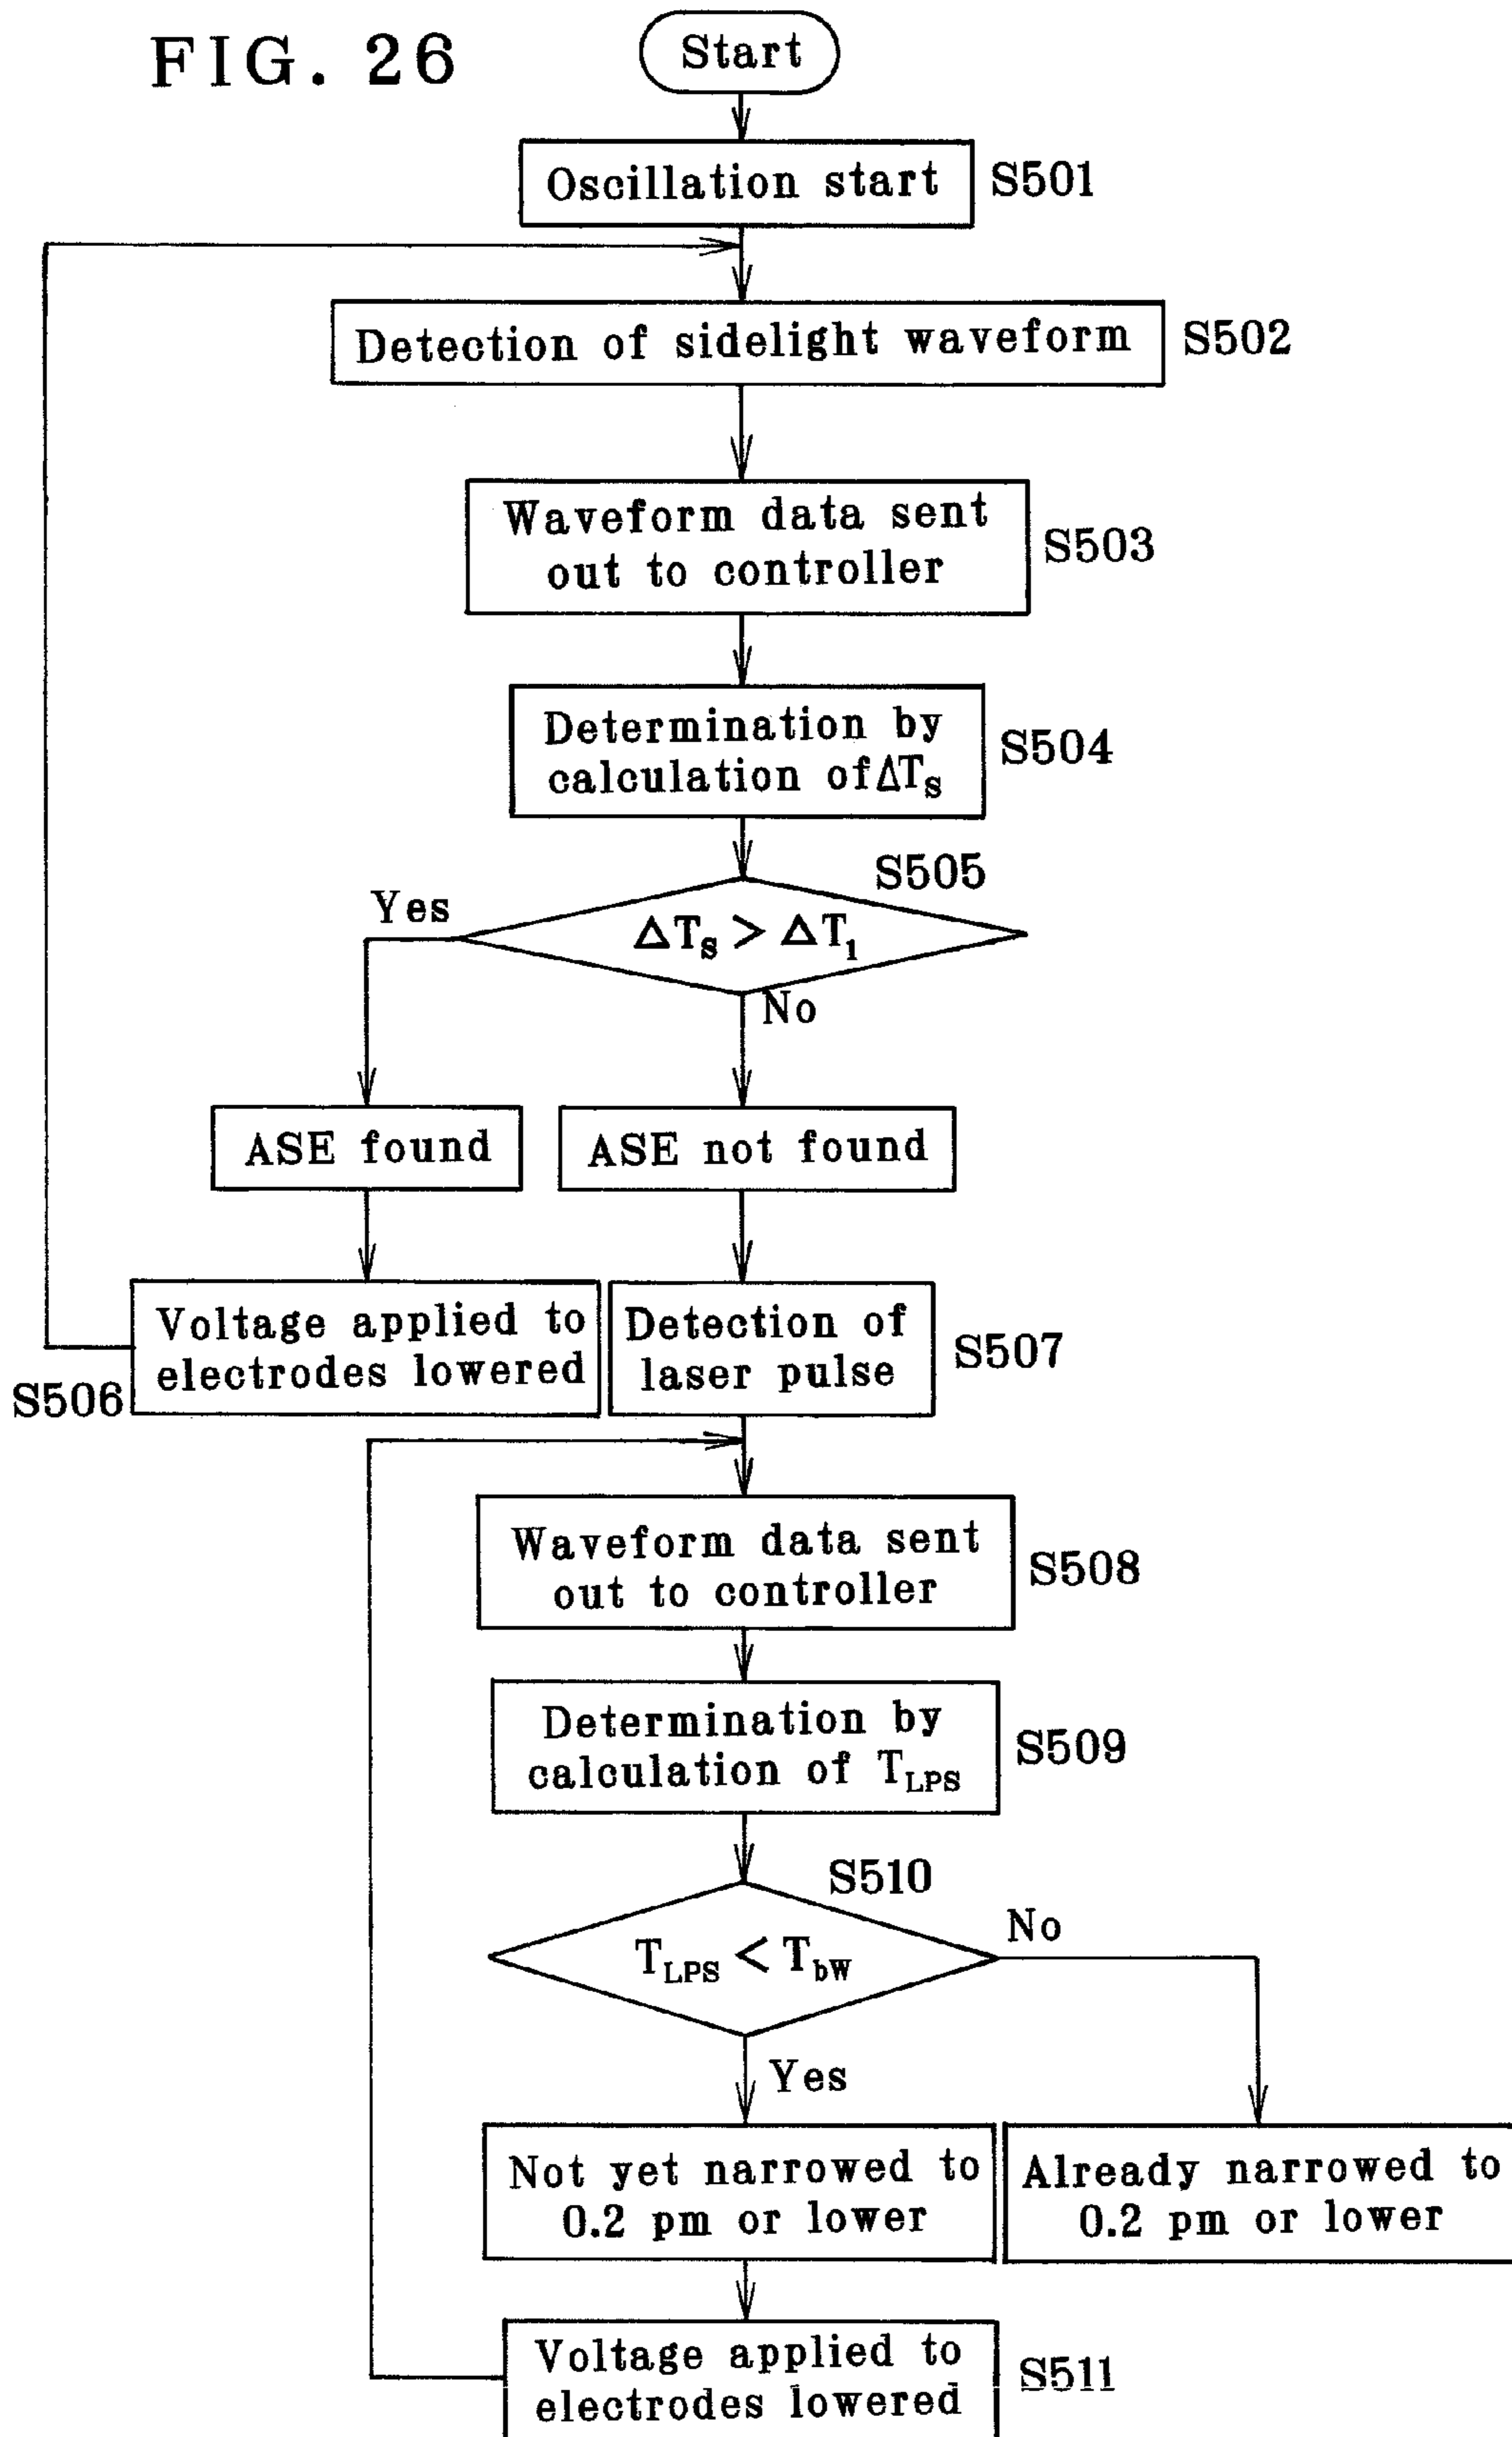 FIG. 26
Start
Oscillation start
S501
Detection of sidelight waveform
S502
Waveform data sent
out to controller
S503
Determination by
calculation of ΔTs
S504
S505
Yes
ΔTs > ΔT1
No
ASE found
ASE not found
Voltage applied to
electrodes lowered
S506
Detection of
laser pulse
S507
Waveform data sent
out to controller
S508
Determination by
calculation of TLPS
S509
S510
TLPS < Tbw
No
Yes
Not yet narrowed to
0.2 pm or lower
Already narrowed to
0.2 pm or lower
Voltage applied to
electrodes lowered
S511